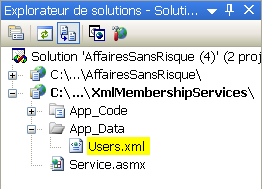 Explorateur de solutions - Soluti...
Solution 'AffairesSansRisque (4)' (2 proj
C:\...\AffairesSansRisque\
C:\...\XmlMembershipServices\
App_Code
App_Data
Users.xml
Service.asmx